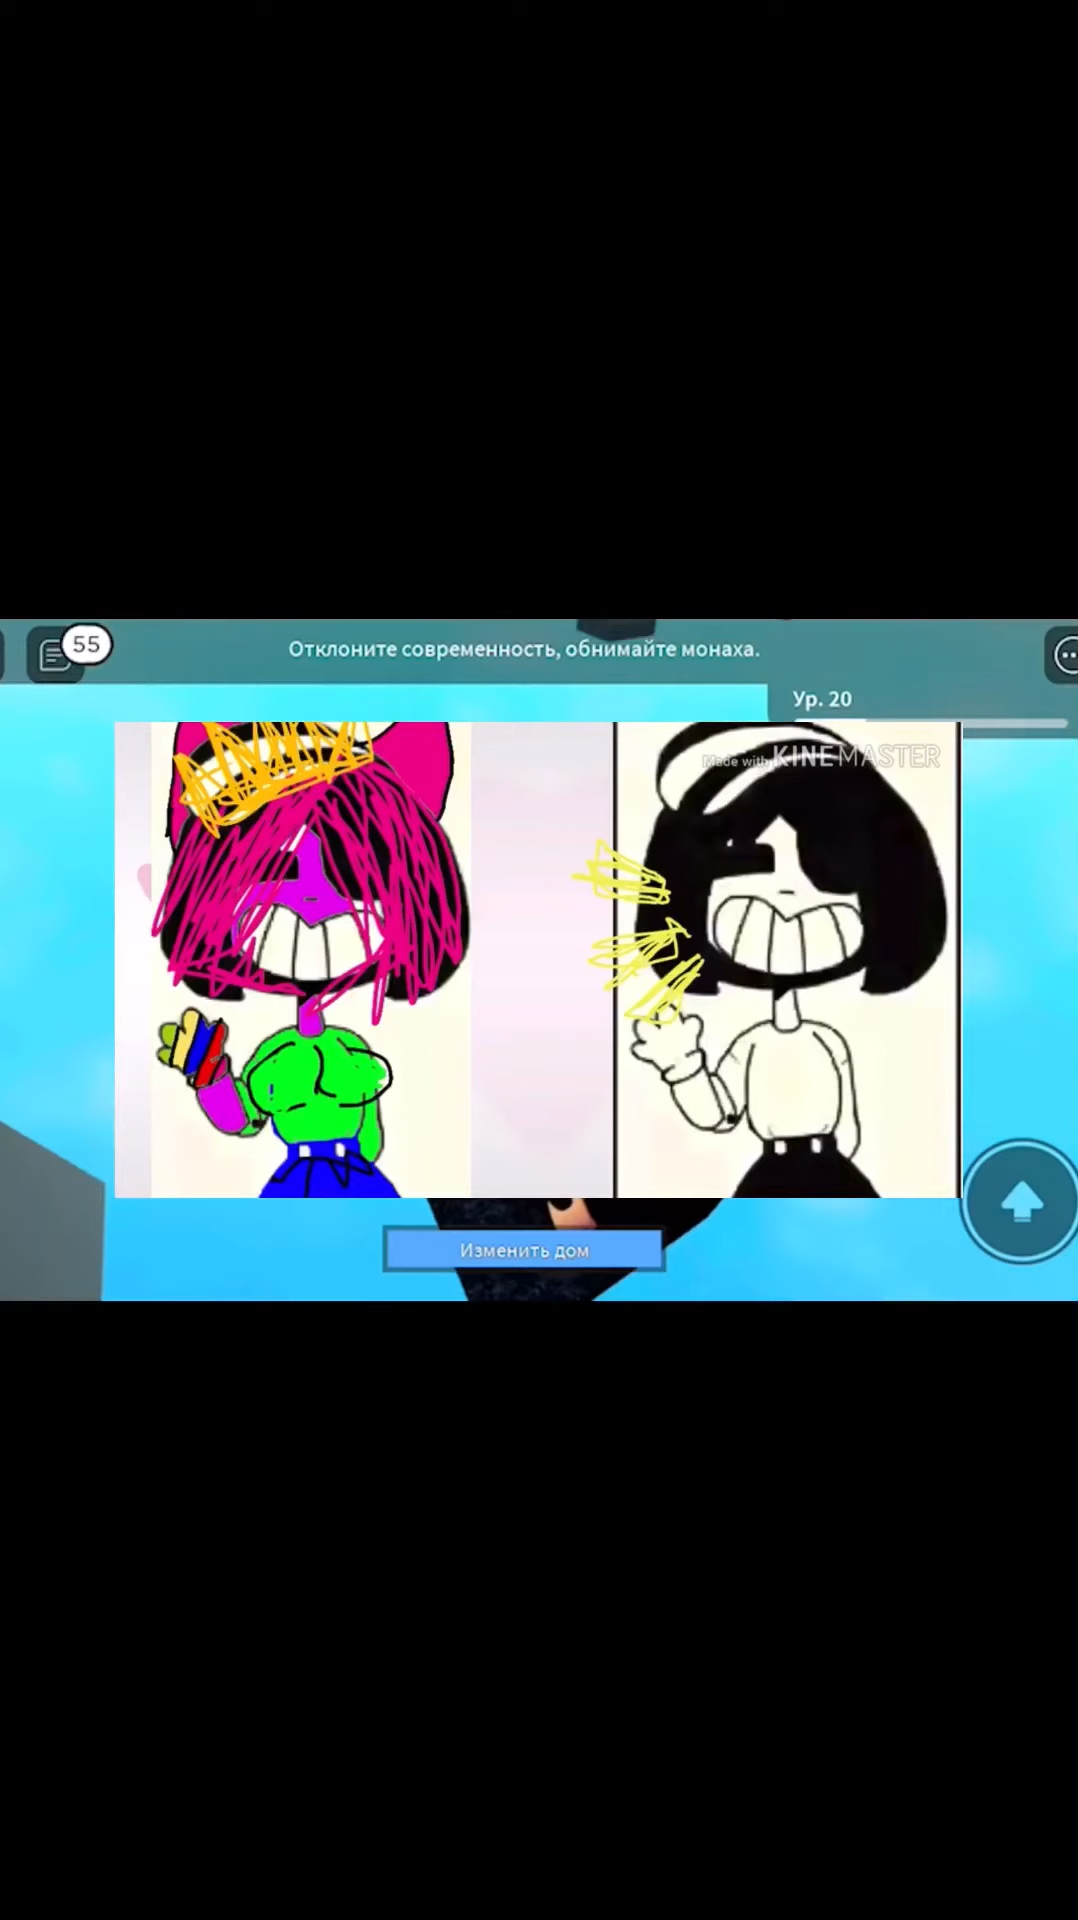 55
Отклоните современность, обнимайте монаха.
Ур. 20
Made with KINEMASTER
Изменить дом